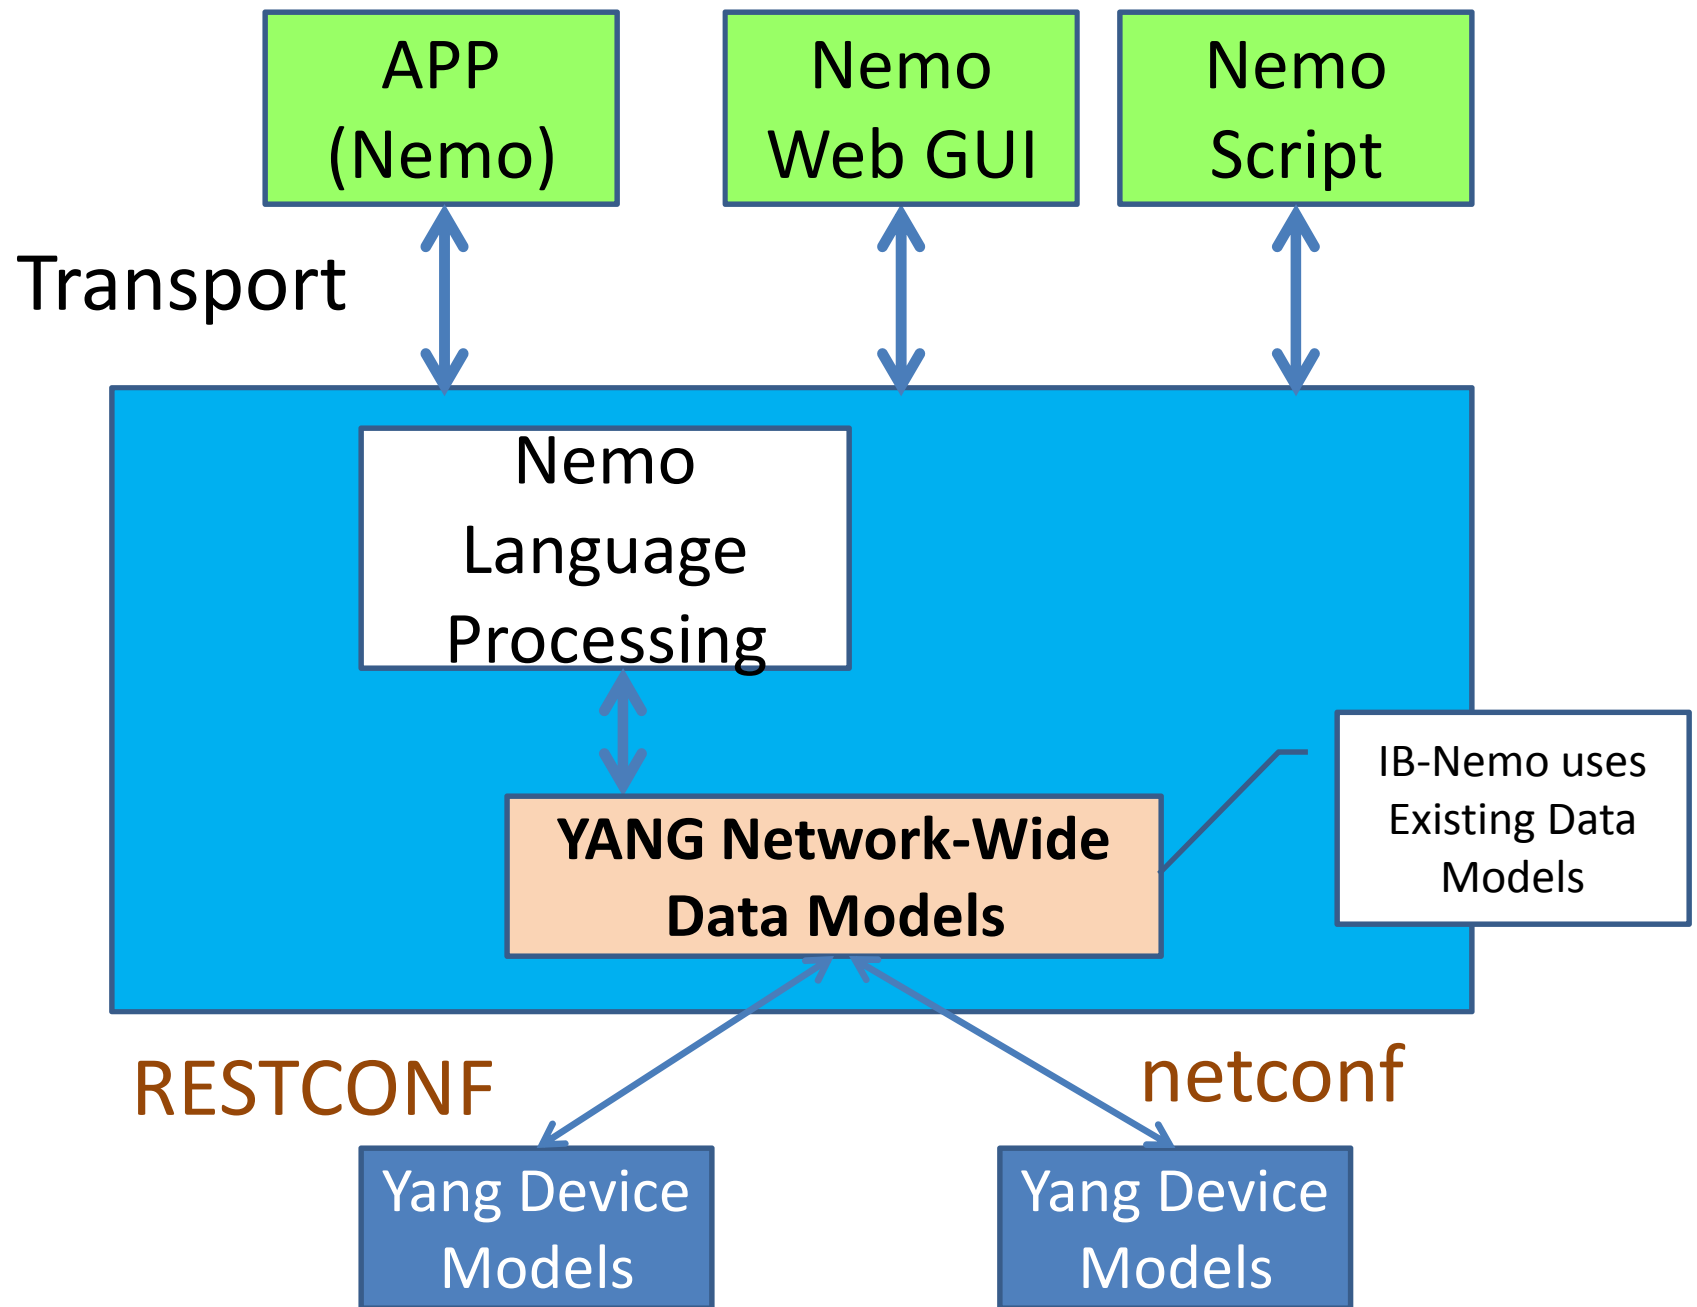 APP
(Nemo)
Nemo
Web GUI
Nemo
Script
Transport
Nemo
Language
Processing
IB-Nemo uses
Existing Data
Models
YANG Network-Wide
Data Models
RESTCONF
netconf
Yang Device
Models
Yang Device
Models